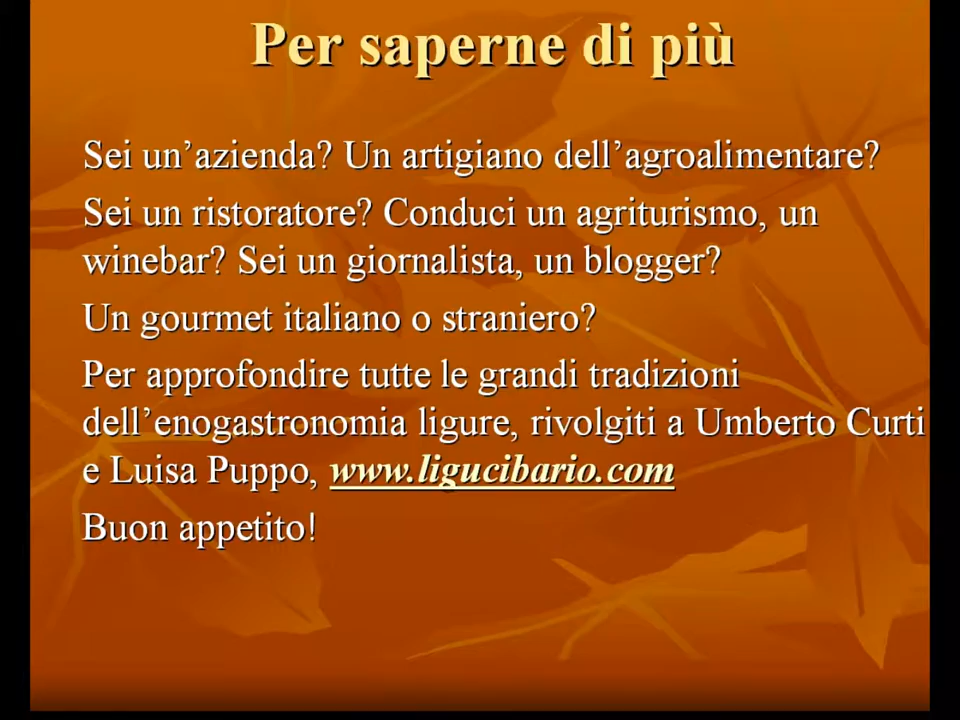 Per saperne di più
Sei un’azienda? Un artigiano dell’agroalimentare?
Sei un ristoratore? Conduci un agriturismo, un
winebar? Sei un giornalista, un blogger?
Un gourmet italiano o straniero?
Per approfondire tutte le grandi tradizioni
dell’enogastronomia ligure, rivolgiti a Umberto Curti
e Luisa Puppo, www.ligucibario.com
Buon appetito!